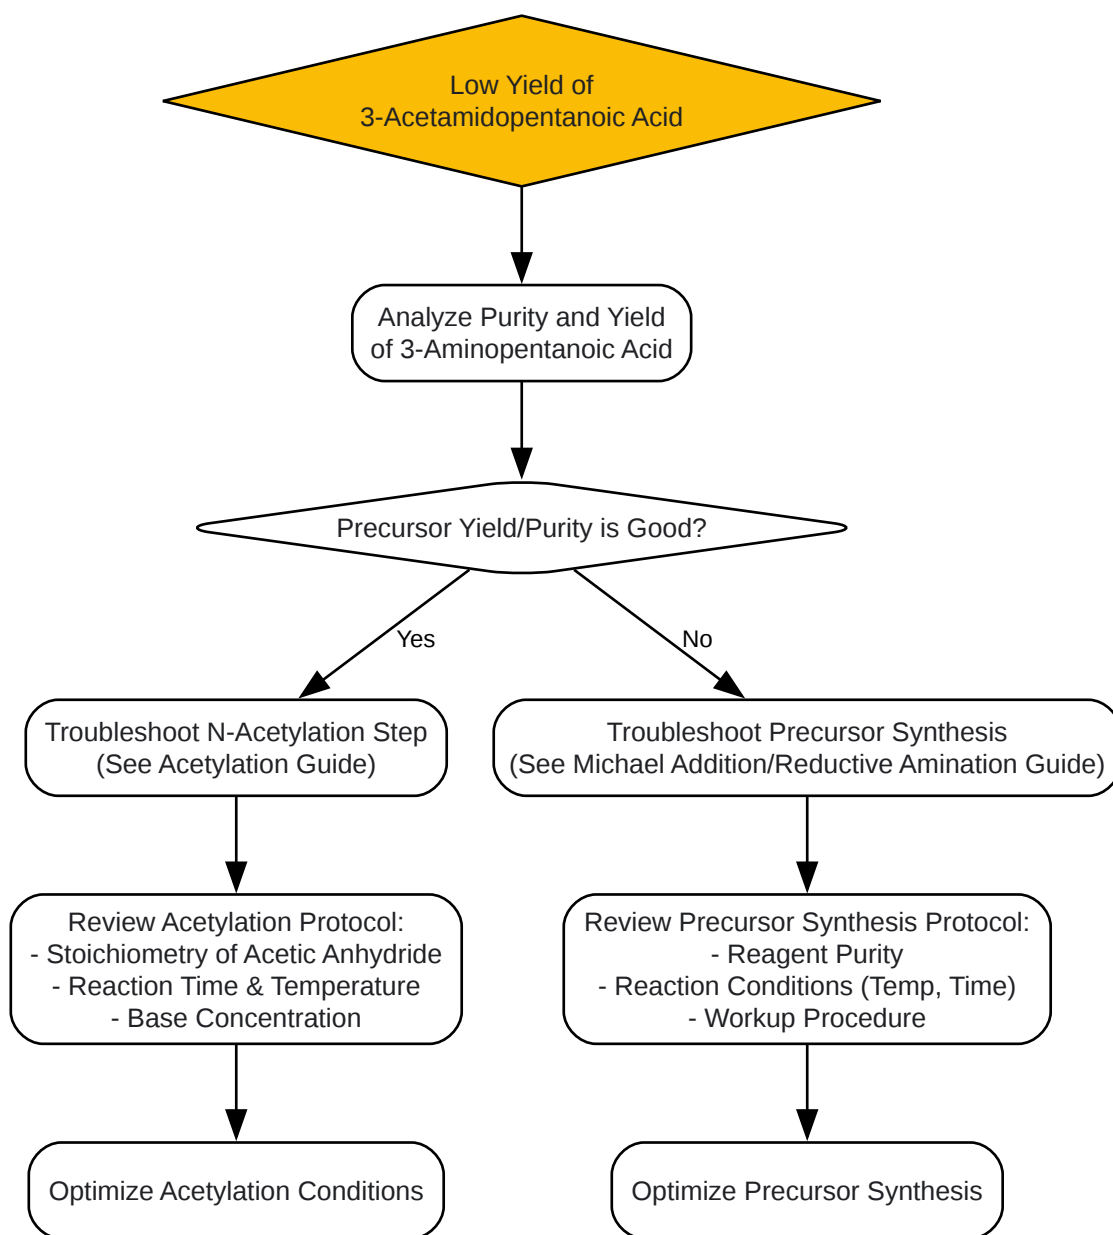 Low Yield of
3-Acetamidopentanoic Acid
Analyze Purity and Yield
of 3-Aminopentanoic Acid
Precursor Yield/Purity is Good?
Yes
No
Troubleshoot N-Acetylation Step
(See Acetylation Guide)
Troubleshoot Precursor Synthesis
(See Michael Addition/Reductive Amination Guide)
Review Acetylation Protocol:
- Stoichiometry of Acetic Anhydride
- Reaction Time & Temperature
- Base Concentration
Review Precursor Synthesis Protocol:
- Reagent Purity
- Reaction Conditions (Temp, Time)
- Workup Procedure
Optimize Acetylation Conditions
Optimize Precursor Synthesis